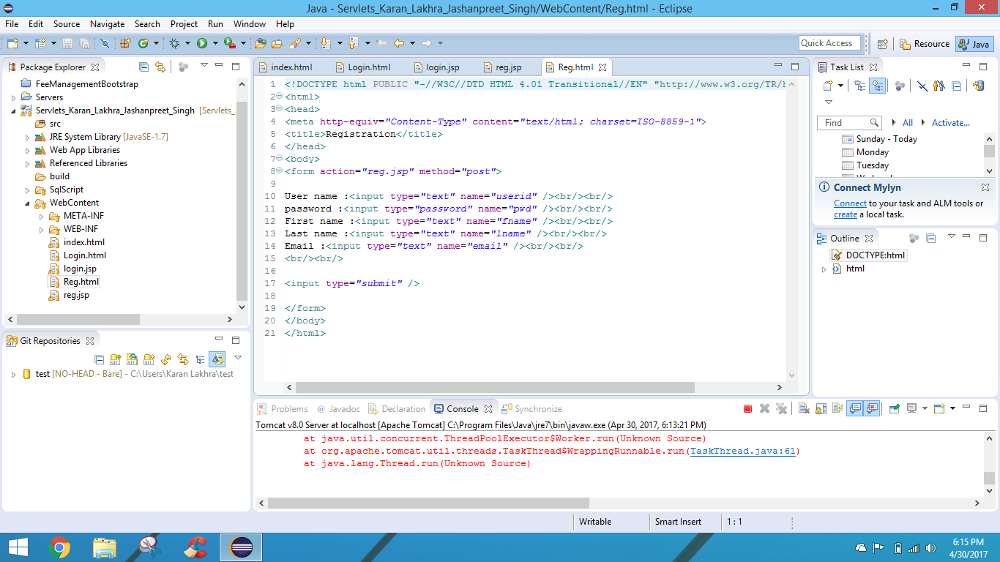 Java - Servlets_Karan_Lakhra_Jashanpreet_Singh/WebContent/Reg.html - Eclipse
File Edit Source Navigate Search Project Run Window Help
Quick Access
Resource
Java
Package Explorer
FeeManagementBootstrap
Servers
Servlets_Karan_Lakhra_Jashanpreet_Singh [Servlets_
src
JRE System Library [JavaSE-1.7]
Web App Libraries
Referenced Libraries
build
SqlScript
WebContent
META-INF
WEB-INF
index.html
Login.html
login.jsp
Reg.html
reg.jsp
Git Repositories
test [NO-HEAD - Bare] - C:\Users\Karan Lakhra\test
index.html Login.html login.jsp reg.jsp Reg.html
1 <!DOCTYPE html PUBLIC "-//W3C//DTD HTML 4.01 Transitional//EN" "http://www.w3.org/TR/
2 <html>
3 <head>
4 <meta http-equiv="Content-Type" content="text/html; charset=ISO-8859-1">
5 <title>Registration</title>
6 </head>
7 <body>
8 <form action="reg.jsp" method="post">
9
10 User name :<input type="text" name="userid" /><br/><br/>
11 password :<input type="password" name="pwd" /><br/><br/>
12 First name :<input type="text" name="fname" /><br/><br/>
13 Last name :<input type="text" name="lname" /><br/><br/>
14 Email :<input type="text" name="email" /><br/><br/>
15 <br/><br/>
16
17 <input type="submit" />
18
19 </form>
20 </body>
21 </html>
Task List
Find All Activate...
Sunday - Today
Monday
Tuesday
Connect Mylyn
Connect to your task and ALM tools or
create a local task.
Outline
DOCTYPE:html
html
Problems Javadoc Declaration Console Synchronize
Tomcat v8.0 Server at localhost [Apache Tomcat] C:\Program Files\Java\jre7\bin\javaw.exe (Apr 30, 2017, 6:13:21 PM)
at java.util.concurrent.ThreadPoolExecutor$Worker.run(Unknown Source)
at org.apache.tomcat.util.threads.TaskThread$WrappingRunnable.run(TaskThread.java:61)
at java.lang.Thread.run(Unknown Source)
Writable Smart Insert 1 : 1
6:15 PM
4/30/2017